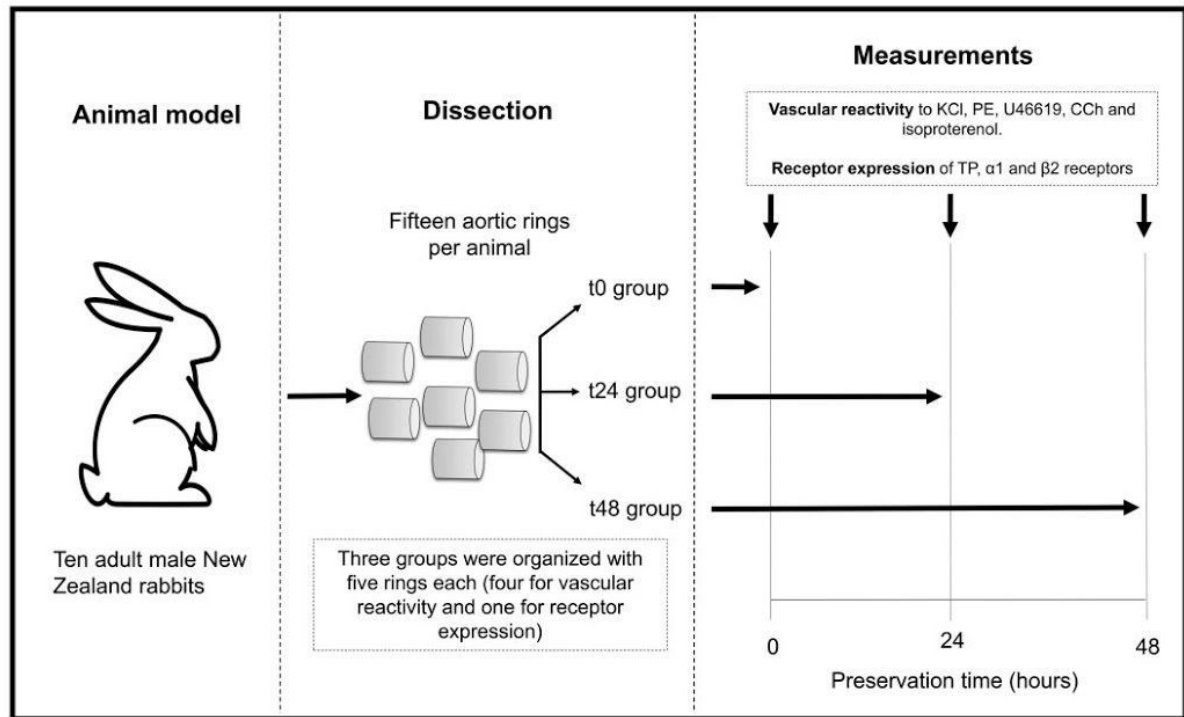 Animal model
Ten adult male New
Zealand rabbits
Dissection
Fifteen aortic rings
per animal
t0 group
t24 group
t48 group
Three groups were organized with
five rings each (four for vascular
reactivity and one for receptor
expression)
Measurements
Vascular reactivity to KCl, PE, U46619, CCh and
isoproterenol.
Receptor expression of TP, α1 and β2 receptors
0
24
48
Preservation time (hours)